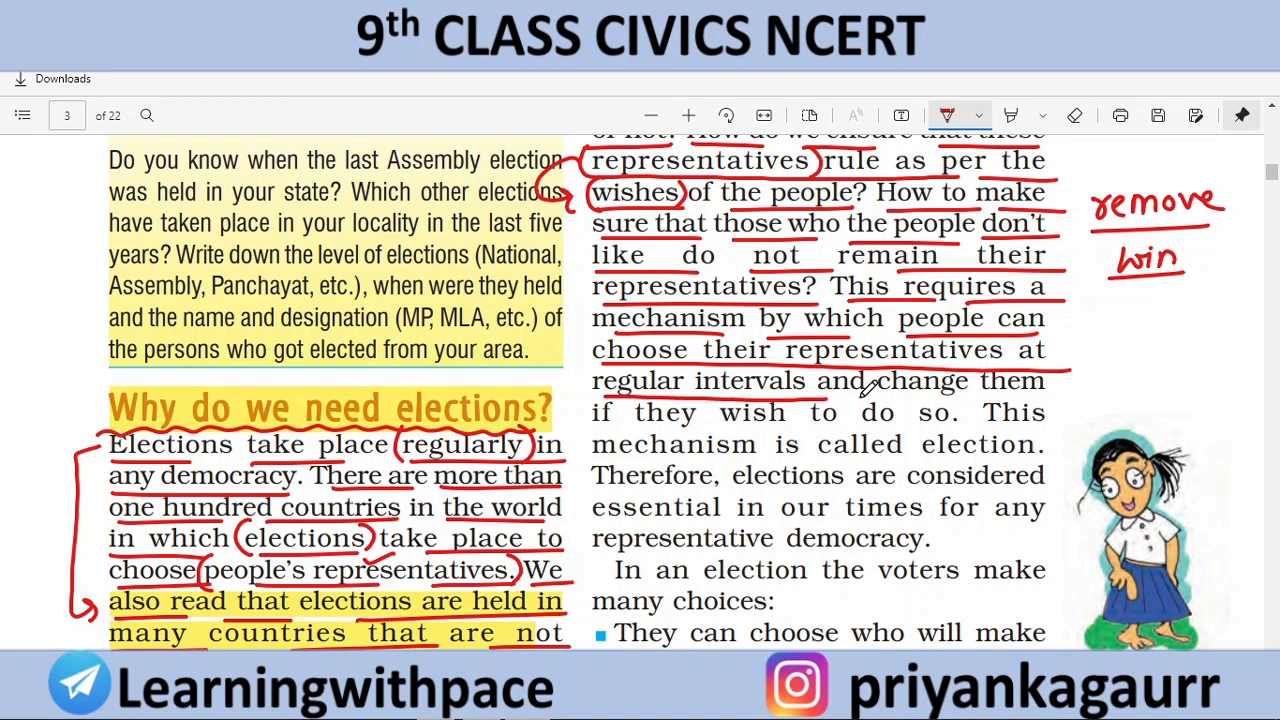 9th CLASS CIVICS NCERT
Downloads
3 of 22
Do you know when the last Assembly election
was held in your state? Which other elections
have taken place in your locality in the last five
years? Write down the level of elections (National,
Assembly, Panchayat, etc.), when were they held
and the name and designation (MP, MLA, etc.) of
the persons who got elected from your area.
Why do we need elections?
Elections take place regularly in
any democracy. There are more than
one hundred countries in the world
in which elections take place to
choose people's representatives. We
also read that elections are held in
many countries that are not
or not? How do we ensure that these
representatives rule as per the
wishes of the people? How to make
sure that those who the people don't
like do not remain their
representatives? This requires a
mechanism by which people can
choose their representatives at
regular intervals and change them
if they wish to do so. This
mechanism is called election.
Therefore, elections are considered
essential in our times for any
representative democracy.
In an election the voters make
many choices:
They can choose who will make
remove
win
Learningwithpace
priyankagaurr